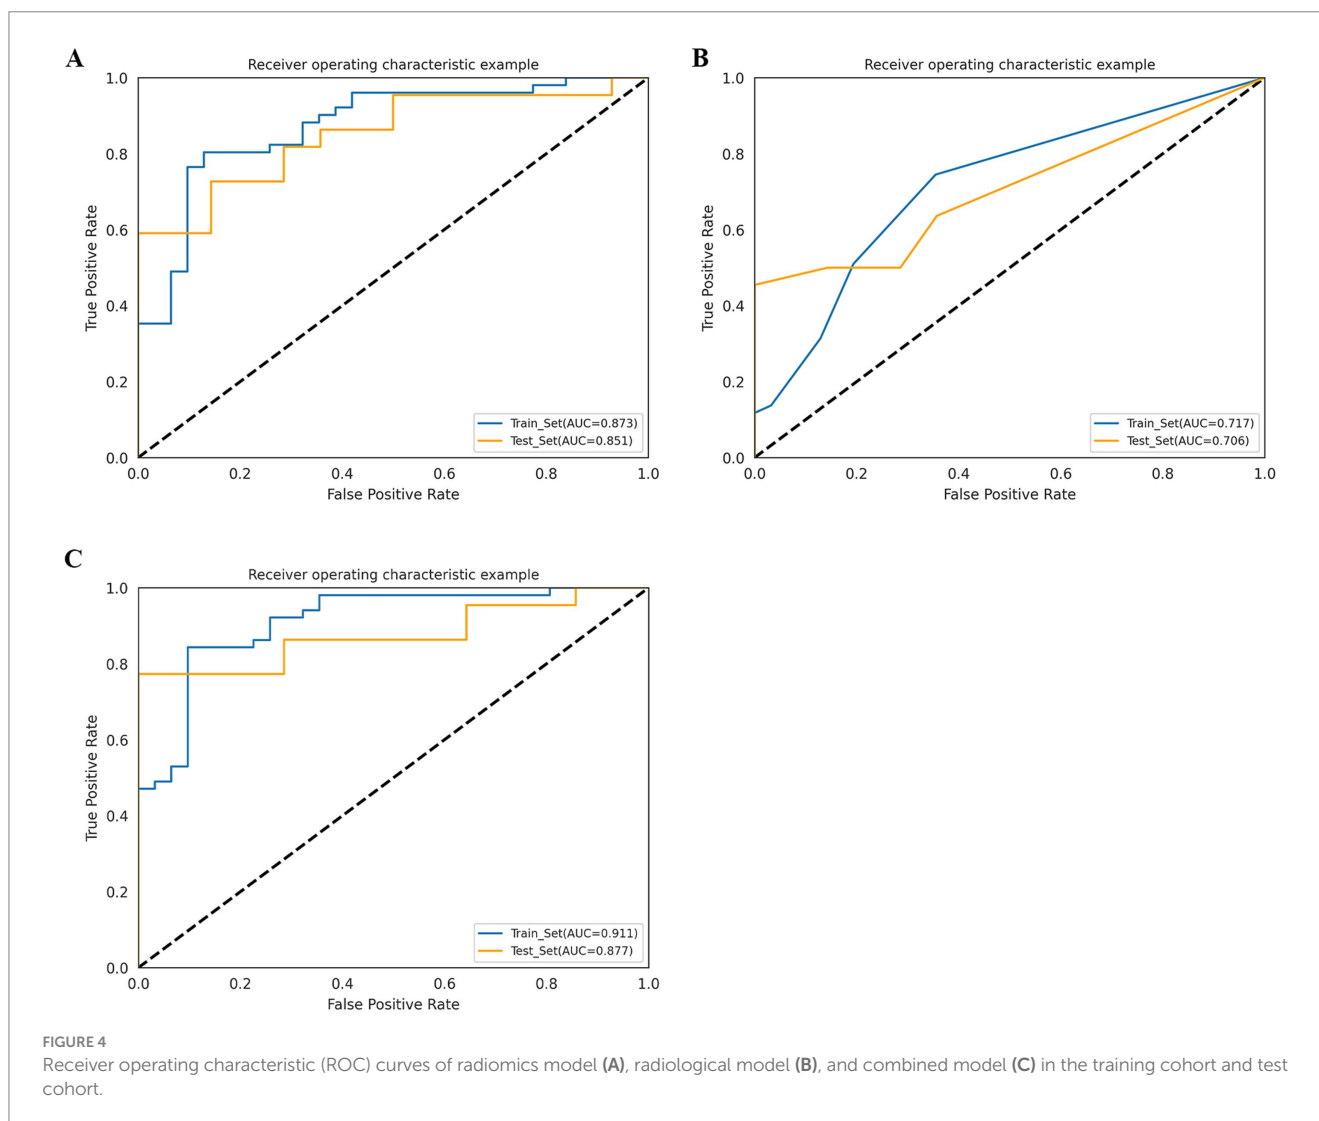 A
Receiver operating characteristic example
1.0
0.8
0.6
0.4
0.2
0.0
True Positive Rate
0.0 0.2 0.4 0.6 0.8 1.0
False Positive Rate
Train_Set(AUC=0.873)
Test_Set(AUC=0.851)
B
Receiver operating characteristic example
1.0
0.8
0.6
0.4
0.2
0.0
True Positive Rate
0.0 0.2 0.4 0.6 0.8 1.0
False Positive Rate
Train_Set(AUC=0.717)
Test_Set(AUC=0.706)
C
Receiver operating characteristic example
1.0
0.8
0.6
0.4
0.2
0.0
True Positive Rate
0.0 0.2 0.4 0.6 0.8 1.0
False Positive Rate
Train_Set(AUC=0.911)
Test_Set(AUC=0.877)
FIGURE 4
Receiver operating characteristic (ROC) curves of radiomics model (A), radiological model (B), and combined model (C) in the training cohort and test
cohort.